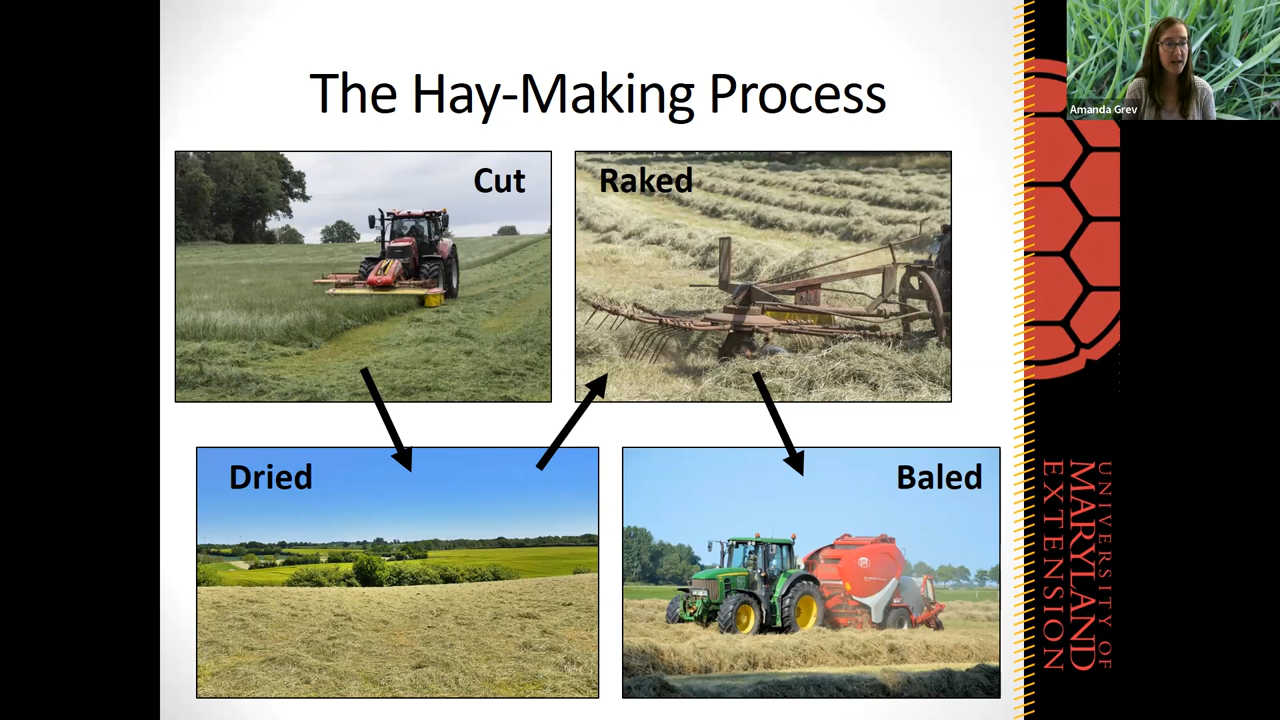 The Hay-Making Process
Cut
Raked
Dried
Baled
Amanda Grev
UNIVERSITY OF
MARYLAND
EXTENSION